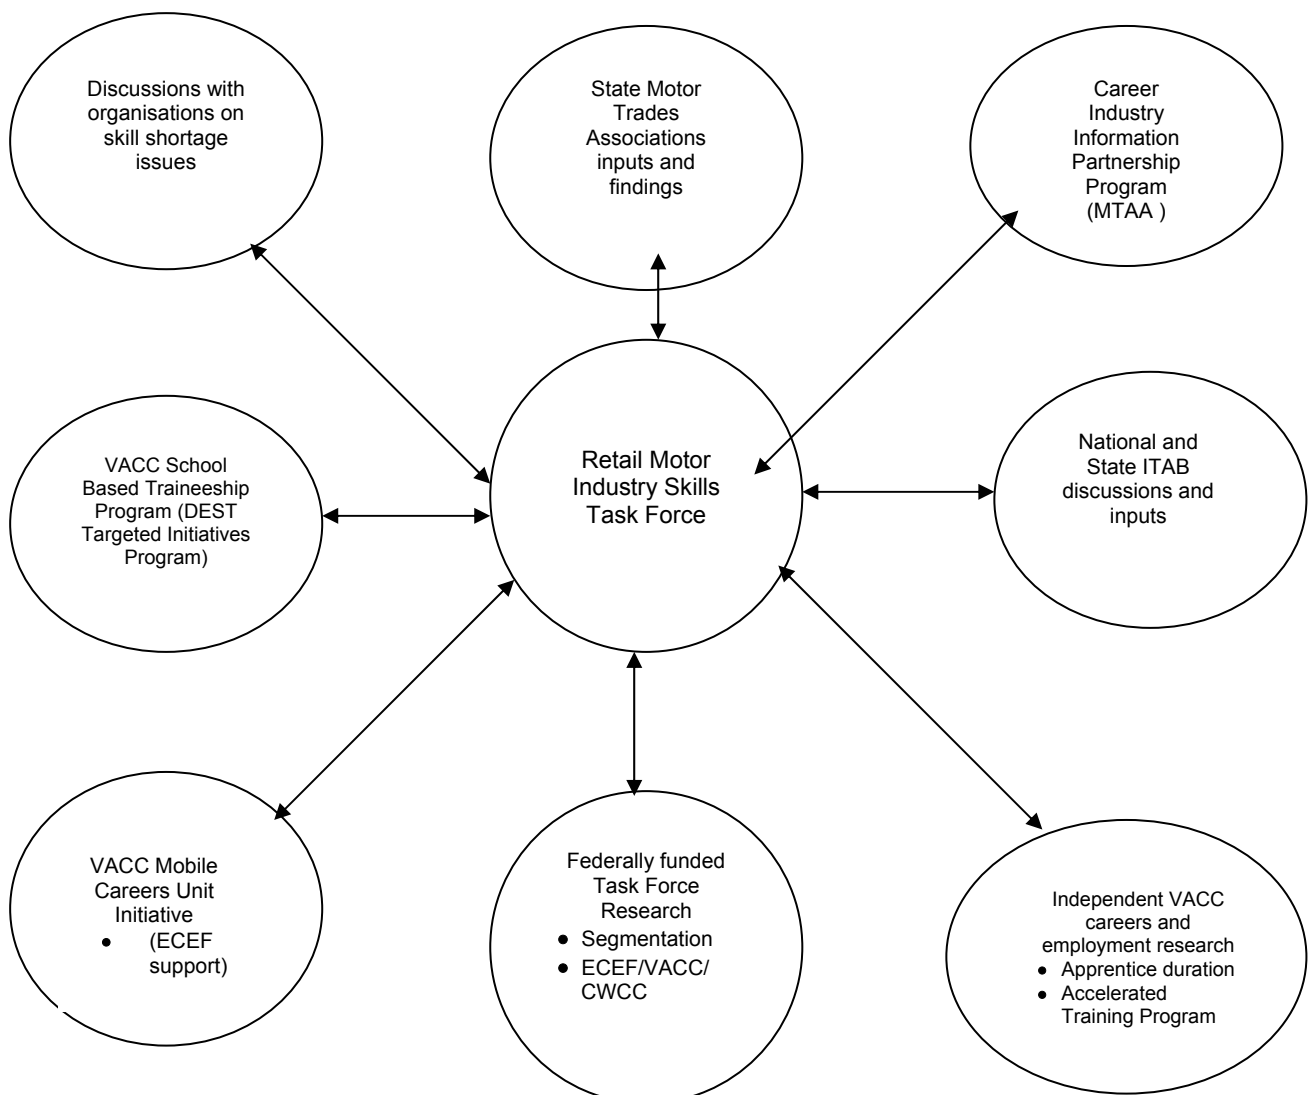 Discussions with
organisations on
skill shortage
issues
State Motor
Trades
Associations
inputs and
findings
Career
Industry
Information
Partnership
Program
(MTAA )
VACC School
Based Traineeship
Program (DEST
Targeted Initiatives
Program)
Retail Motor
Industry Skills
Task Force
National and
State ITAB
discussions and
inputs
VACC Mobile
Careers Unit
Initiative
● (ECEF
support)
Federally funded
Task Force
Research
● Segmentation
● ECEF/VACC/
CWCC
Independent VACC
careers and
employment research
● Apprentice duration
● Accelerated
Training Program